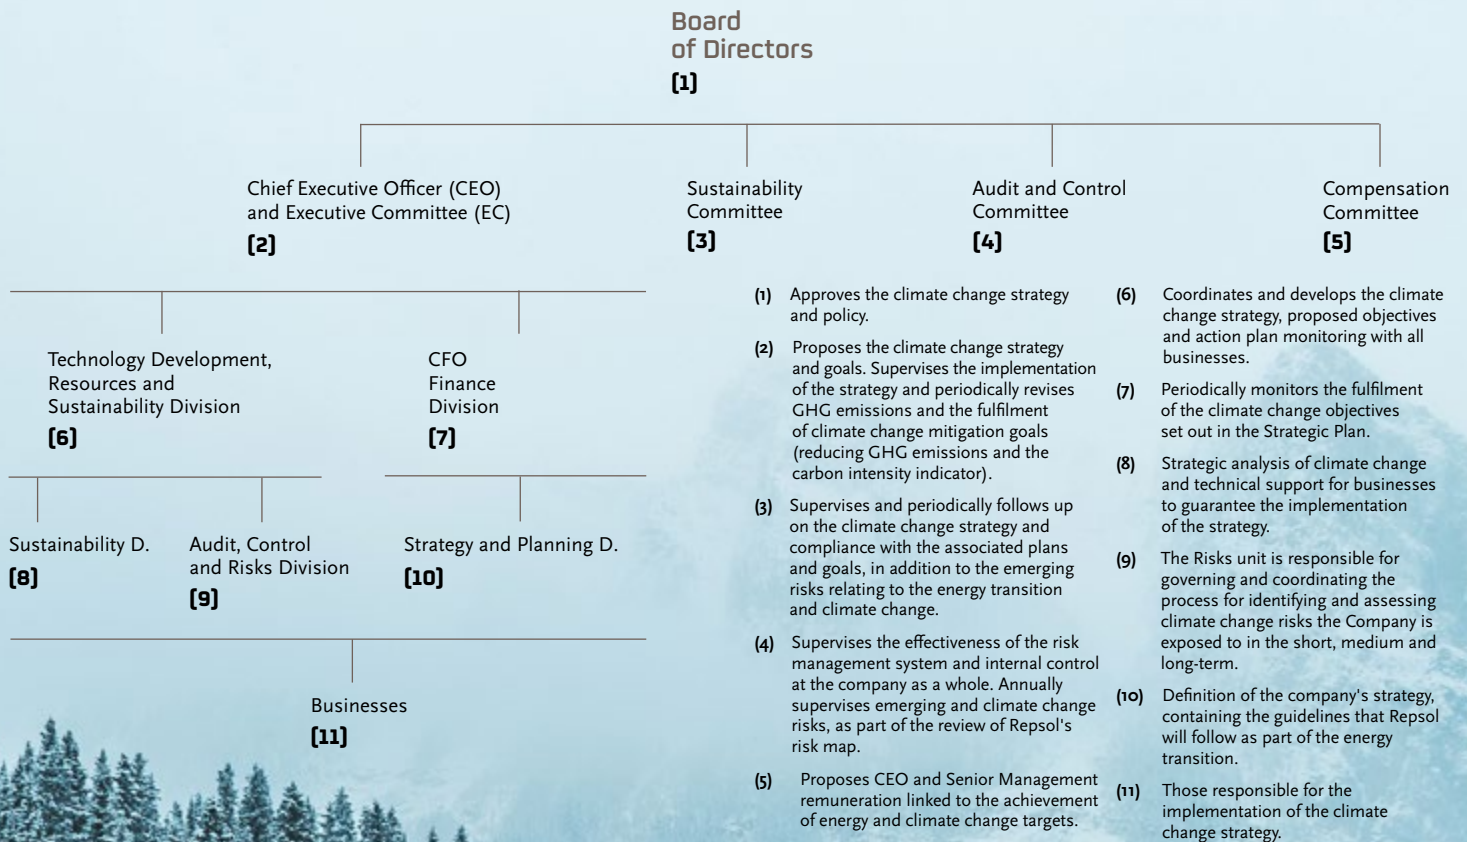 Board
of Directors
(1)
Chief Executive Officer (CEO)
and Executive Committee (EC)
(2)
Sustainability
Committee
(3)
Audit and Control
Committee
(4)
Compensation
Committee
(5)
Technology Development,
Resources and
Sustainability Division
(6)
CFO
Finance
Division
(7)
Sustainability D.
(8)
Audit, Control
and Risks Division
(9)
Strategy and Planning D.
(10)
Businesses
(11)
(1) Approves the climate change strategy
and policy.
(2) Proposes the climate change strategy
and goals. Supervises the implementation
of the strategy and periodically revises
GHG emissions and the fulfilment
of climate change mitigation goals
(reducing GHG emissions and the
carbon intensity indicator).
(3) Supervises and periodically follows up
on the climate change strategy and
compliance with the associated plans
and goals, in addition to the emerging
risks relating to the energy transition
and climate change.
(4) Supervises the effectiveness of the risk
management system and internal control
at the company as a whole. Annually
supervises emerging and climate change
risks, as part of the review of Repsol's
risk map.
(5) Proposes CEO and Senior Management
remuneration linked to the achievement
of energy and climate change targets.
(6) Coordinates and develops the climate
change strategy, proposed objectives
and action plan monitoring with all
businesses.
(7) Periodically monitors the fulfilment
of the climate change objectives
set out in the Strategic Plan.
(8) Strategic analysis of climate change
and technical support for businesses
to guarantee the implementation
of the strategy.
(9) The Risks unit is responsible for
governing and coordinating the
process for identifying and assessing
climate change risks the Company is
exposed to in the short, medium and
long-term.
(10) Definition of the company's strategy,
containing the guidelines that Repsol
will follow as part of the energy
transition.
(11) Those responsible for the
implementation of the climate
change strategy.